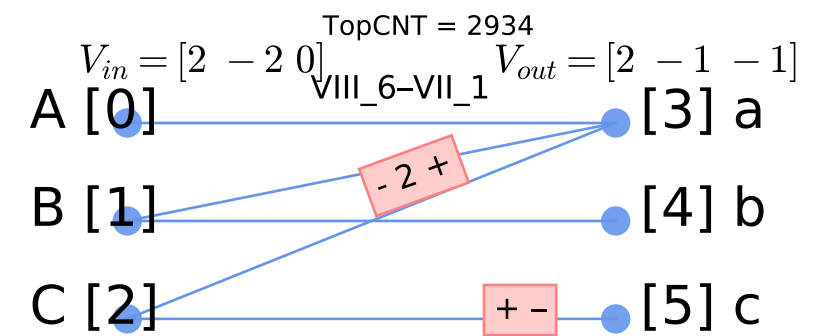 TopCNT = 2934
V_in = [2 −2 0] V_out = [2 −1 −1]
VIII_6–VII_1
A [0] [3] a
- 2 +
B [1] [4] b
C [2] + – [5] c